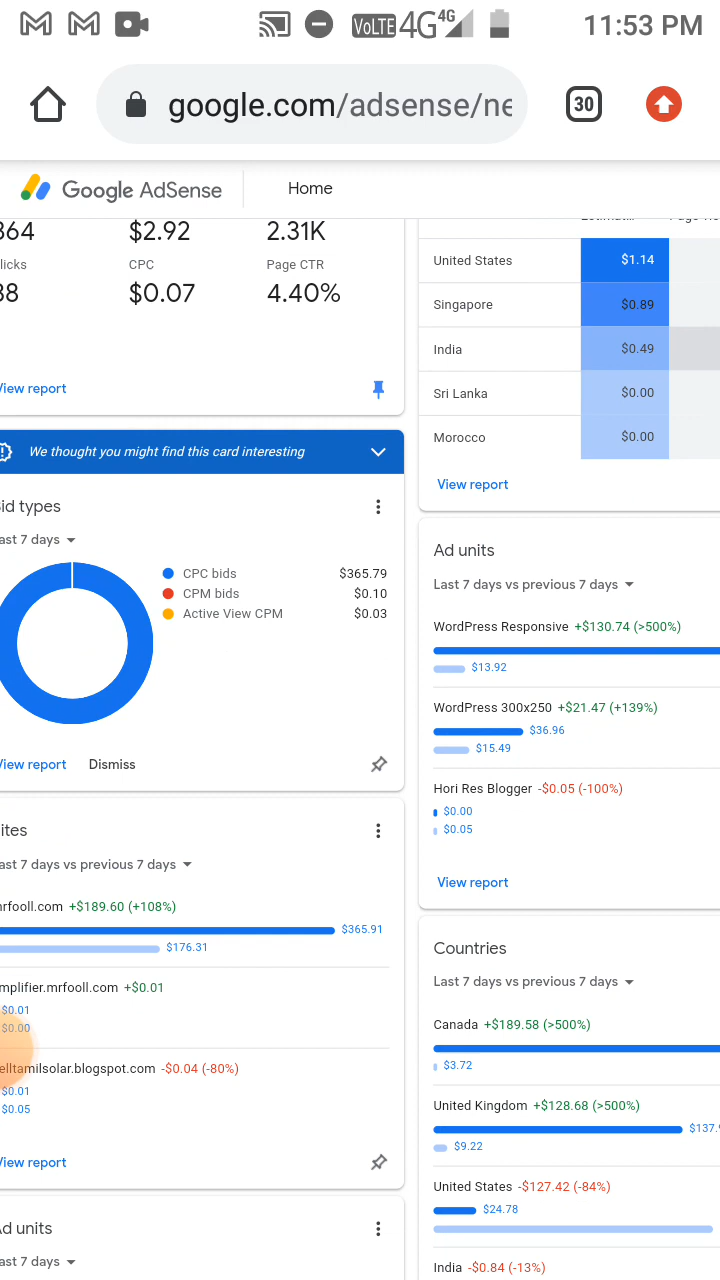 VoLTE 4G 4G 11:53 PM
google.com/adsense/ne
30
Google AdSense
Home
364
$2.92
2.31K
licks
CPC
Page CTR
38
$0.07
4.40%
View report
We thought you might find this card interesting
Bid types
ast 7 days
CPC bids $365.79
CPM bids $0.10
Active View CPM $0.03
View report Dismiss
ites
ast 7 days vs previous 7 days
mrfooll.com +$189.60 (+108%)
$365.91
$176.31
mplifier.mrfooll.com +$0.01
$0.01
$0.00
elltamilsolar.blogspot.com -$0.04 (-80%)
$0.01
$0.05
View report
Ad units
ast 7 days
United States $1.14
Singapore $0.89
India $0.49
Sri Lanka $0.00
Morocco $0.00
View report
Ad units
Last 7 days vs previous 7 days
WordPress Responsive +$130.74 (>500%)
$13.92
WordPress 300x250 +$21.47 (+139%)
$36.96
$15.49
Hori Res Blogger -$0.05 (-100%)
$0.00
$0.05
View report
Countries
Last 7 days vs previous 7 days
Canada +$189.58 (>500%)
$3.72
United Kingdom +$128.68 (>500%)
$137.9
$9.22
United States -$127.42 (-84%)
$24.78
India -$0.84 (-13%)